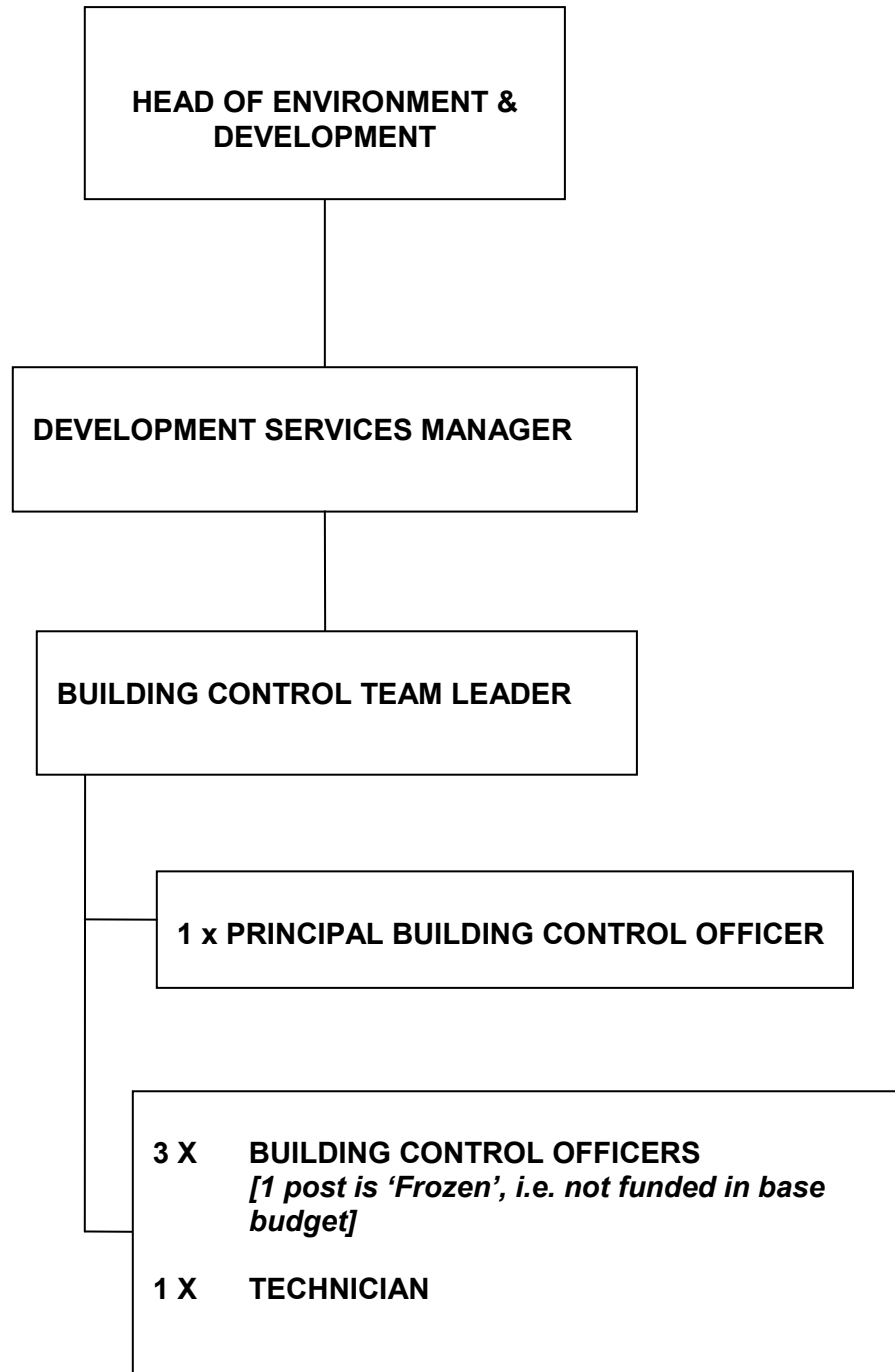 HEAD OF ENVIRONMENT &
DEVELOPMENT
DEVELOPMENT SERVICES MANAGER
BUILDING CONTROL TEAM LEADER
1 x PRINCIPAL BUILDING CONTROL OFFICER
3 X BUILDING CONTROL OFFICERS
[1 post is ‘Frozen’, i.e. not funded in base
budget]
1 X TECHNICIAN